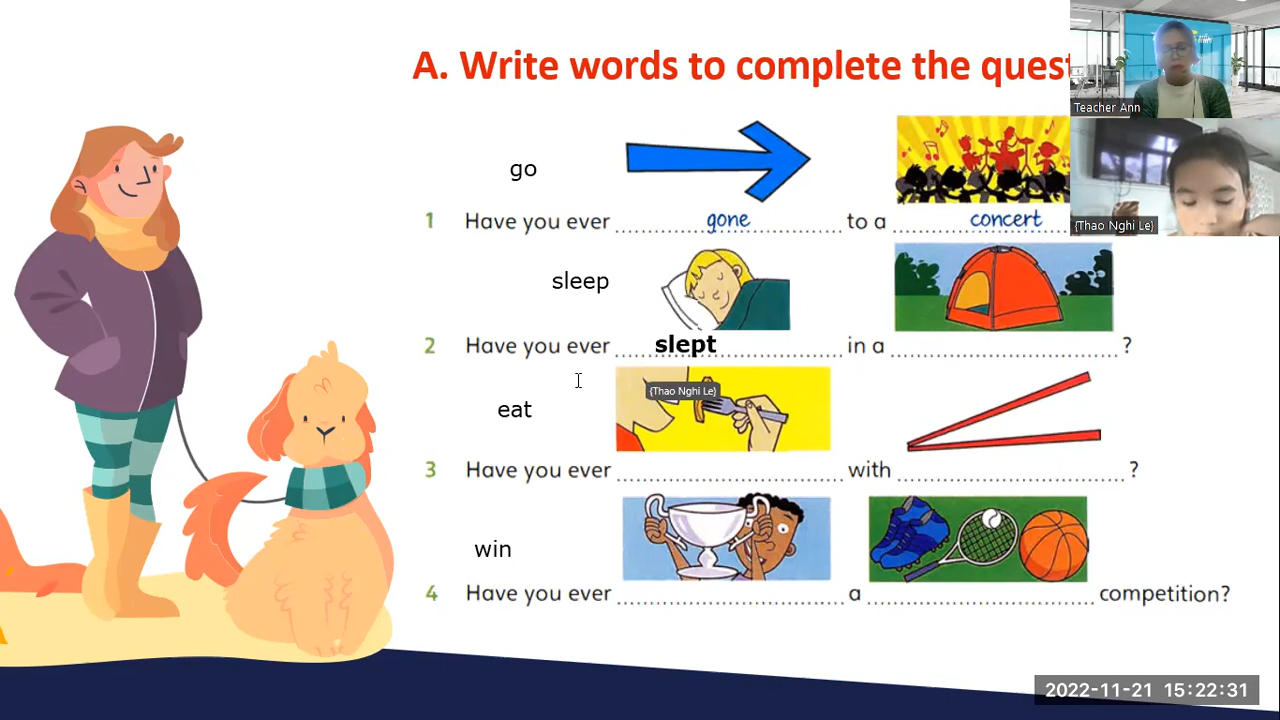 A. Write words to complete the quest
Teacher Ann
{Thao Nghi Le}
go
1 Have you ever gone to a concert
sleep
2 Have you ever slept in a ?
{Thao Nghi Le}
eat
3 Have you ever with ?
win
4 Have you ever a competition?
2022-11-21 15:22:31